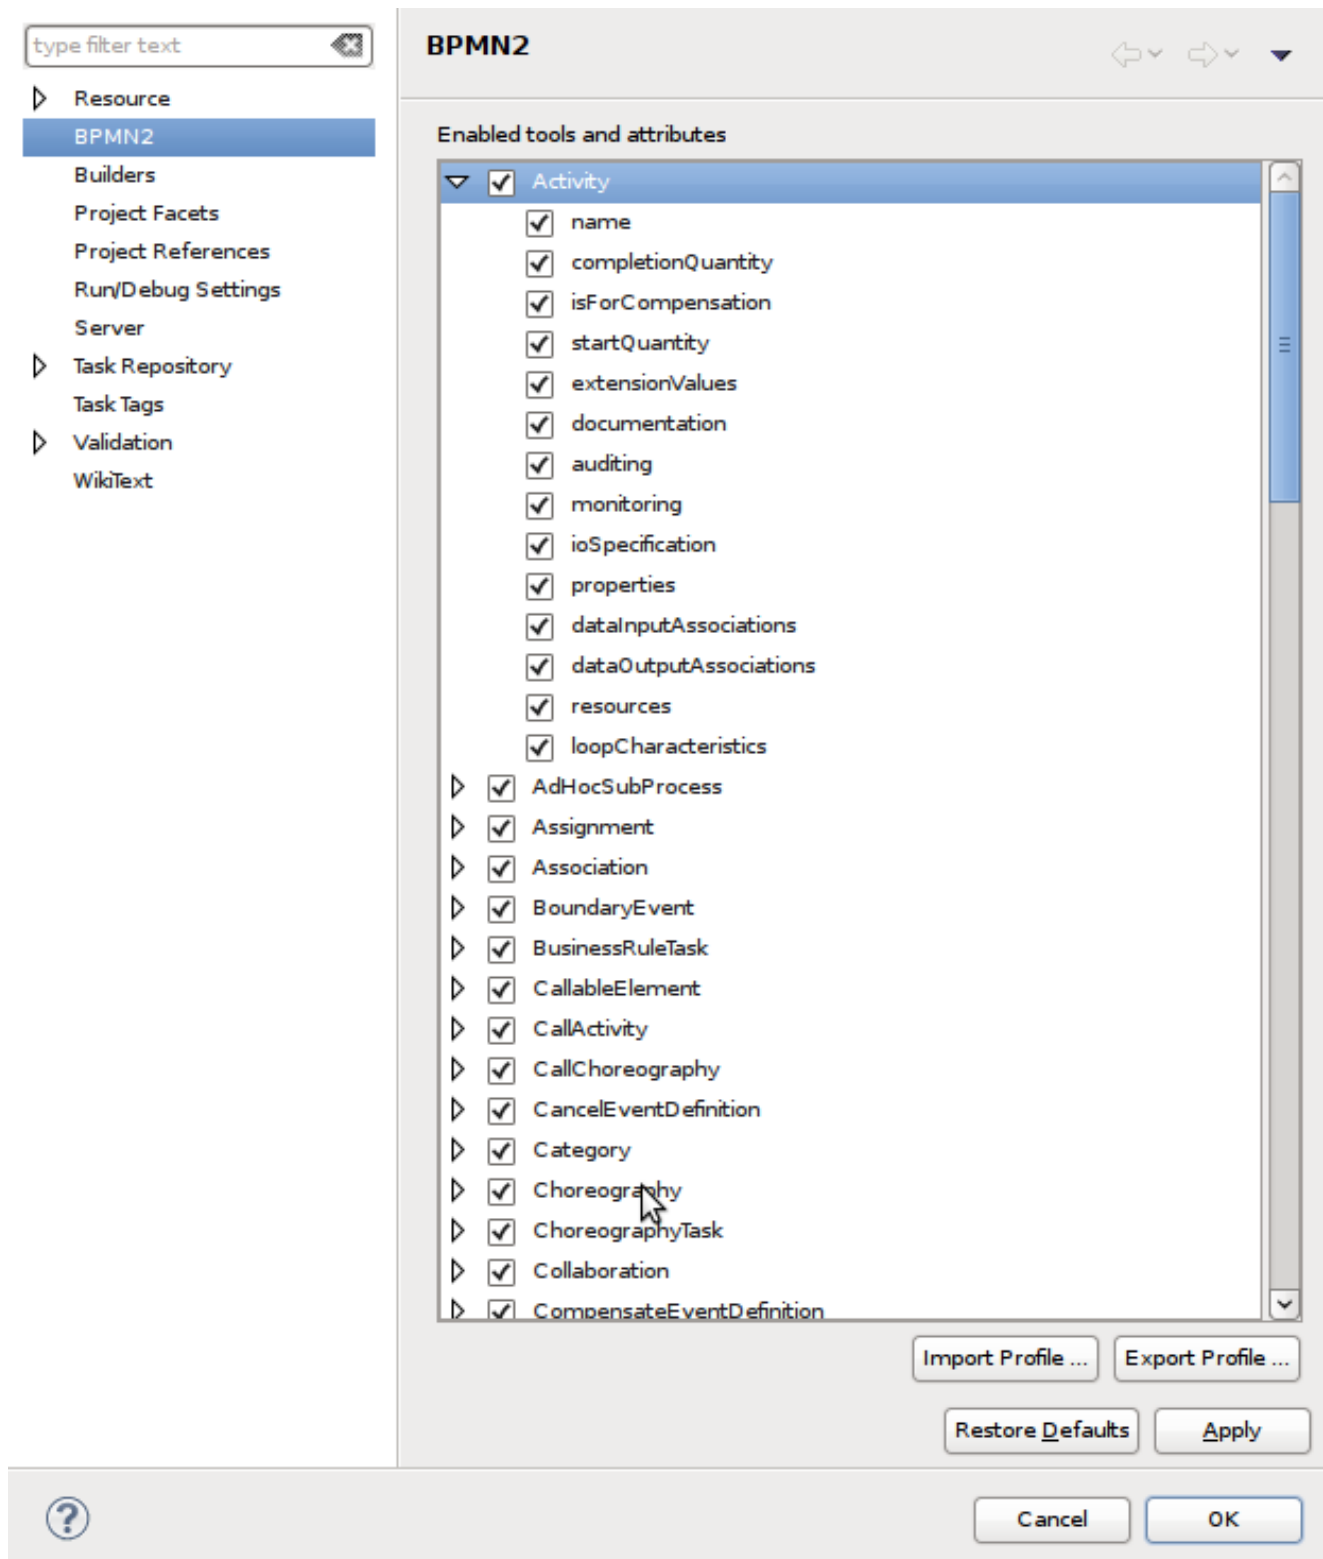 type filter text
Resource
BPMN2
Builders
Project Facets
Project References
Run/Debug Settings
Server
Task Repository
Task Tags
Validation
WikiText
BPMN2
Enabled tools and attributes
Activity
name
completionQuantity
isForCompensation
startQuantity
extensionValues
documentation
auditing
monitoring
ioSpecification
properties
dataInputAssociations
dataOutputAssociations
resources
loopCharacteristics
AdHocSubProcess
Assignment
Association
BoundaryEvent
BusinessRuleTask
CallableElement
CallActivity
CallChoreography
CancelEventDefinition
Category
Choreography
ChoreographyTask
Collaboration
CompensateEventDefinition
Import Profile ... Export Profile ...
Restore Defaults Apply
? Cancel OK